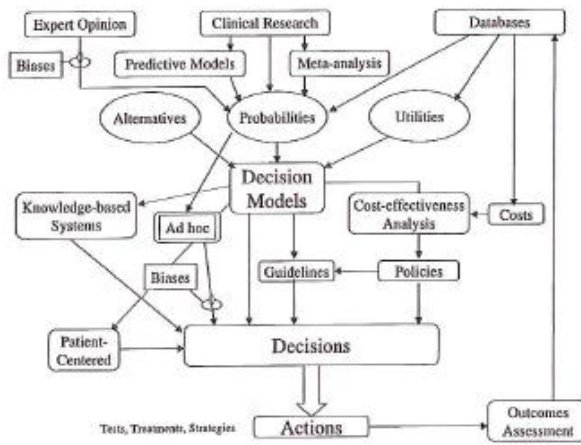 Expert Opinion
Clinical Research
Databases
Biases
Predictive Models
Meta-analysis
Alternatives
Probabilities
Utilities
Decision
Models
Knowledge-based
Systems
Ad hoc
Cost-effectiveness
Analysis
Costs
Biases
Guidelines
Policies
Patient-
Centered
Decisions
Tests, Treatments, Strategies
Actions
Outcomes
Assessment